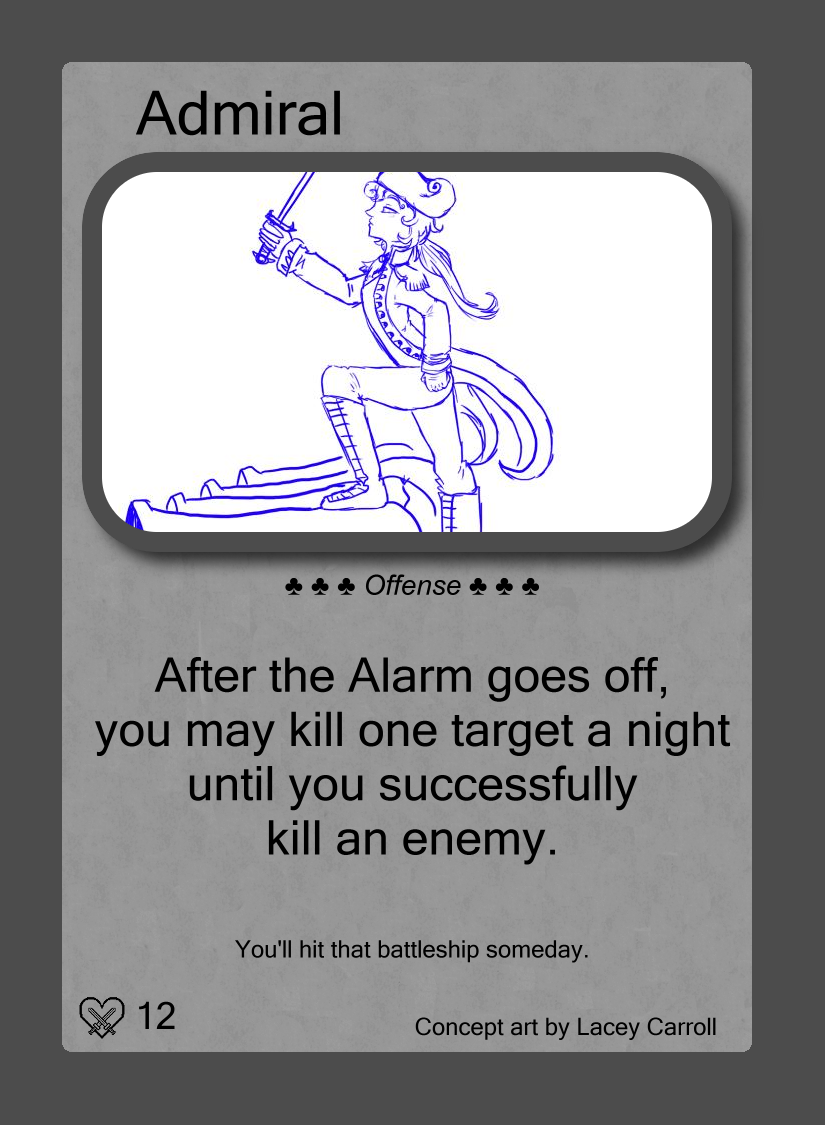 Admiral
♣ ♣ ♣ Offense ♣ ♣ ♣
After the Alarm goes off,
you may kill one target a night
until you successfully
kill an enemy.
You'll hit that battleship someday.
12
Concept art by Lacey Carroll